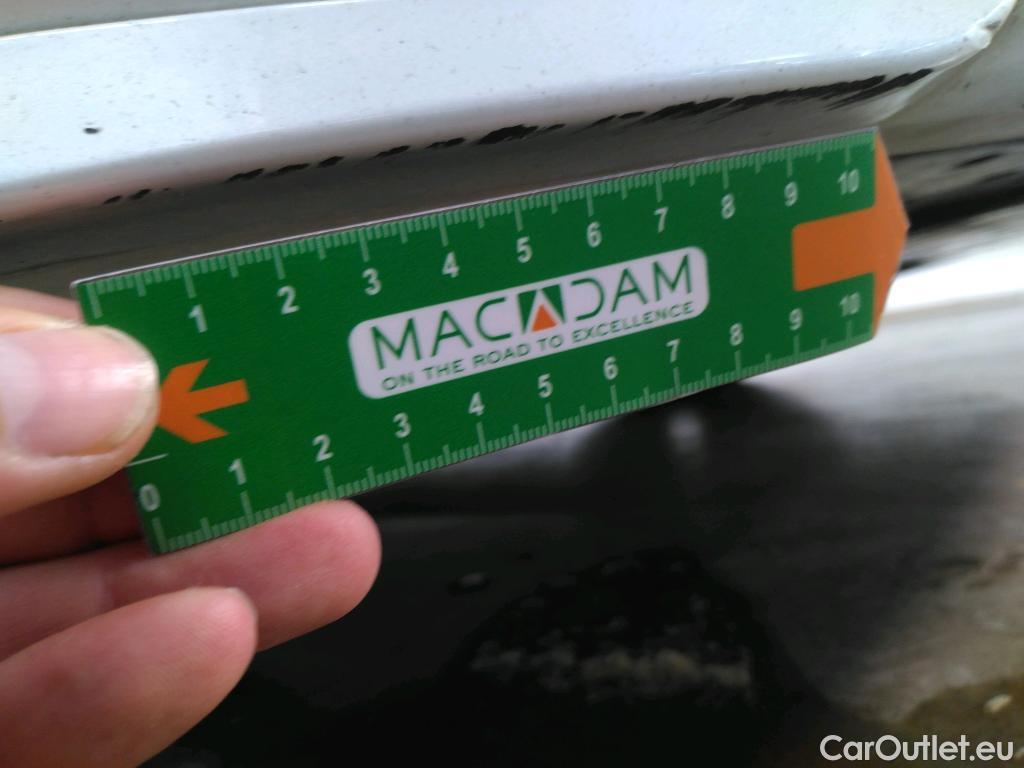 1 2 3 4 5 6 7 8 9 10
MACADAM
ON THE ROAD TO EXCELLENCE
0 1 2 3 4 5 6 7 8 9 10
CarOutlet.eu